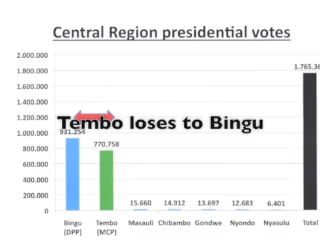 Central Region presidential votes
2.000.000
1.800.000
1.600.000
1.400.000
1.200.000
1.000.000
800.000
600.000
400.000
200.000
0
Tembo loses to Bingu
931.254
770.758
15.660
14.912
13.697
12.683
6.401
Bingu (DPP)
Tembo (MCP)
Masauli
Chibambo
Gondwe
Nyondo
Nyasulu
Total